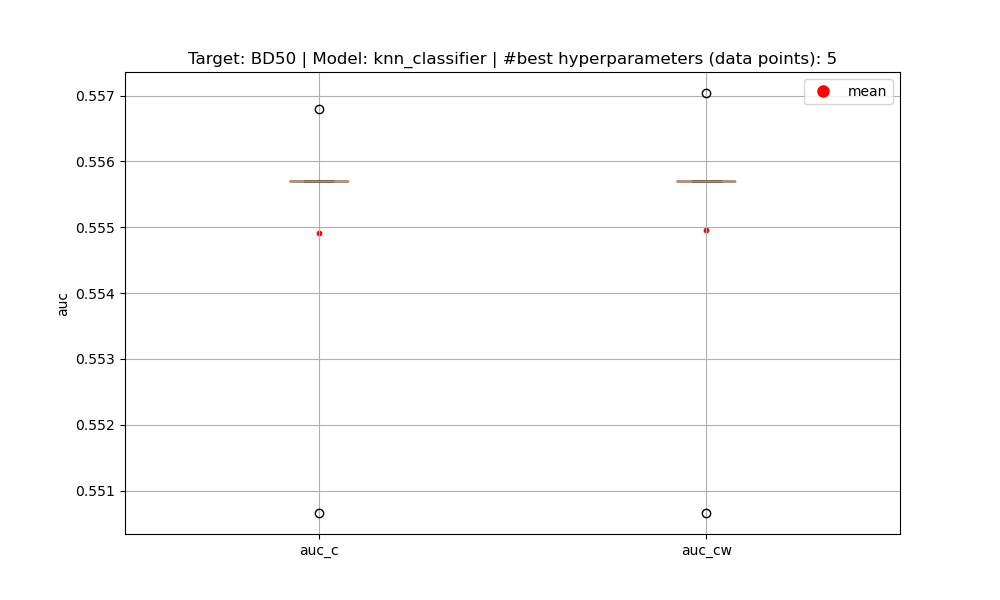 Target: BD50 | Model: knn_classifier | #best hyperparameters (data points): 5
mean
0.557
0.556
0.555
0.554
0.553
0.552
0.551
auc
auc_c
auc_cw